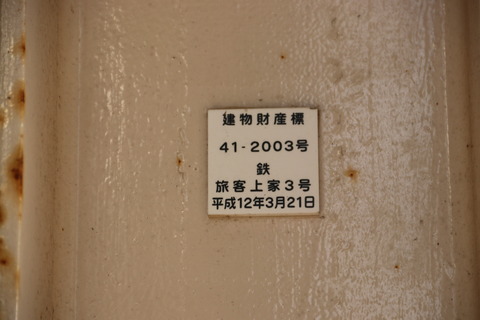 建物財産標
41-2003号
鉄
旅客上家3号
平成12年3月21日